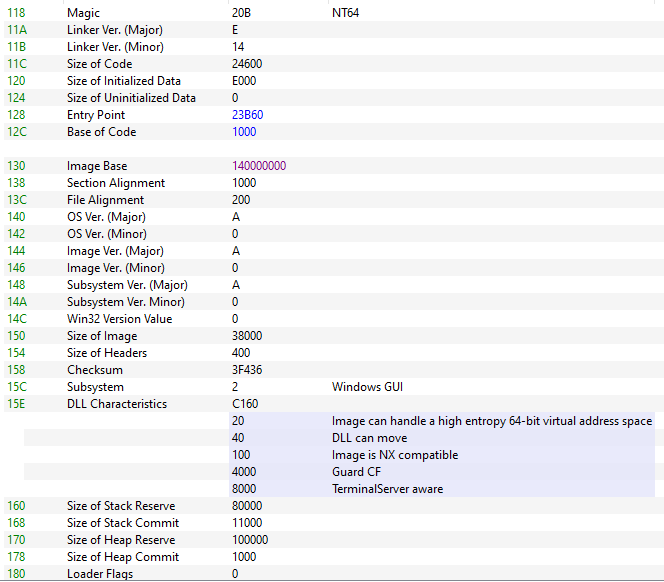 118 Magic 20B NT64
11A Linker Ver. (Major) E
11B Linker Ver. (Minor) 14
11C Size of Code 24600
120 Size of Initialized Data E000
124 Size of Uninitialized Data 0
128 Entry Point 23B60
12C Base of Code 1000
130 Image Base 140000000
138 Section Alignment 1000
13C File Alignment 200
140 OS Ver. (Major) A
142 OS Ver. (Minor) 0
144 Image Ver. (Major) A
146 Image Ver. (Minor) 0
148 Subsystem Ver. (Major) A
14A Subsystem Ver. Minor) 0
14C Win32 Version Value 0
150 Size of Image 38000
154 Size of Headers 400
158 Checksum 3F436
15C Subsystem 2 Windows GUI
15E DLL Characteristics C160
20 Image can handle a high entropy 64-bit virtual address space
40 DLL can move
100 Image is NX compatible
4000 Guard CF
8000 TerminalServer aware
160 Size of Stack Reserve 80000
168 Size of Stack Commit 11000
170 Size of Heap Reserve 100000
178 Size of Heap Commit 1000
180 Loader Flags 0